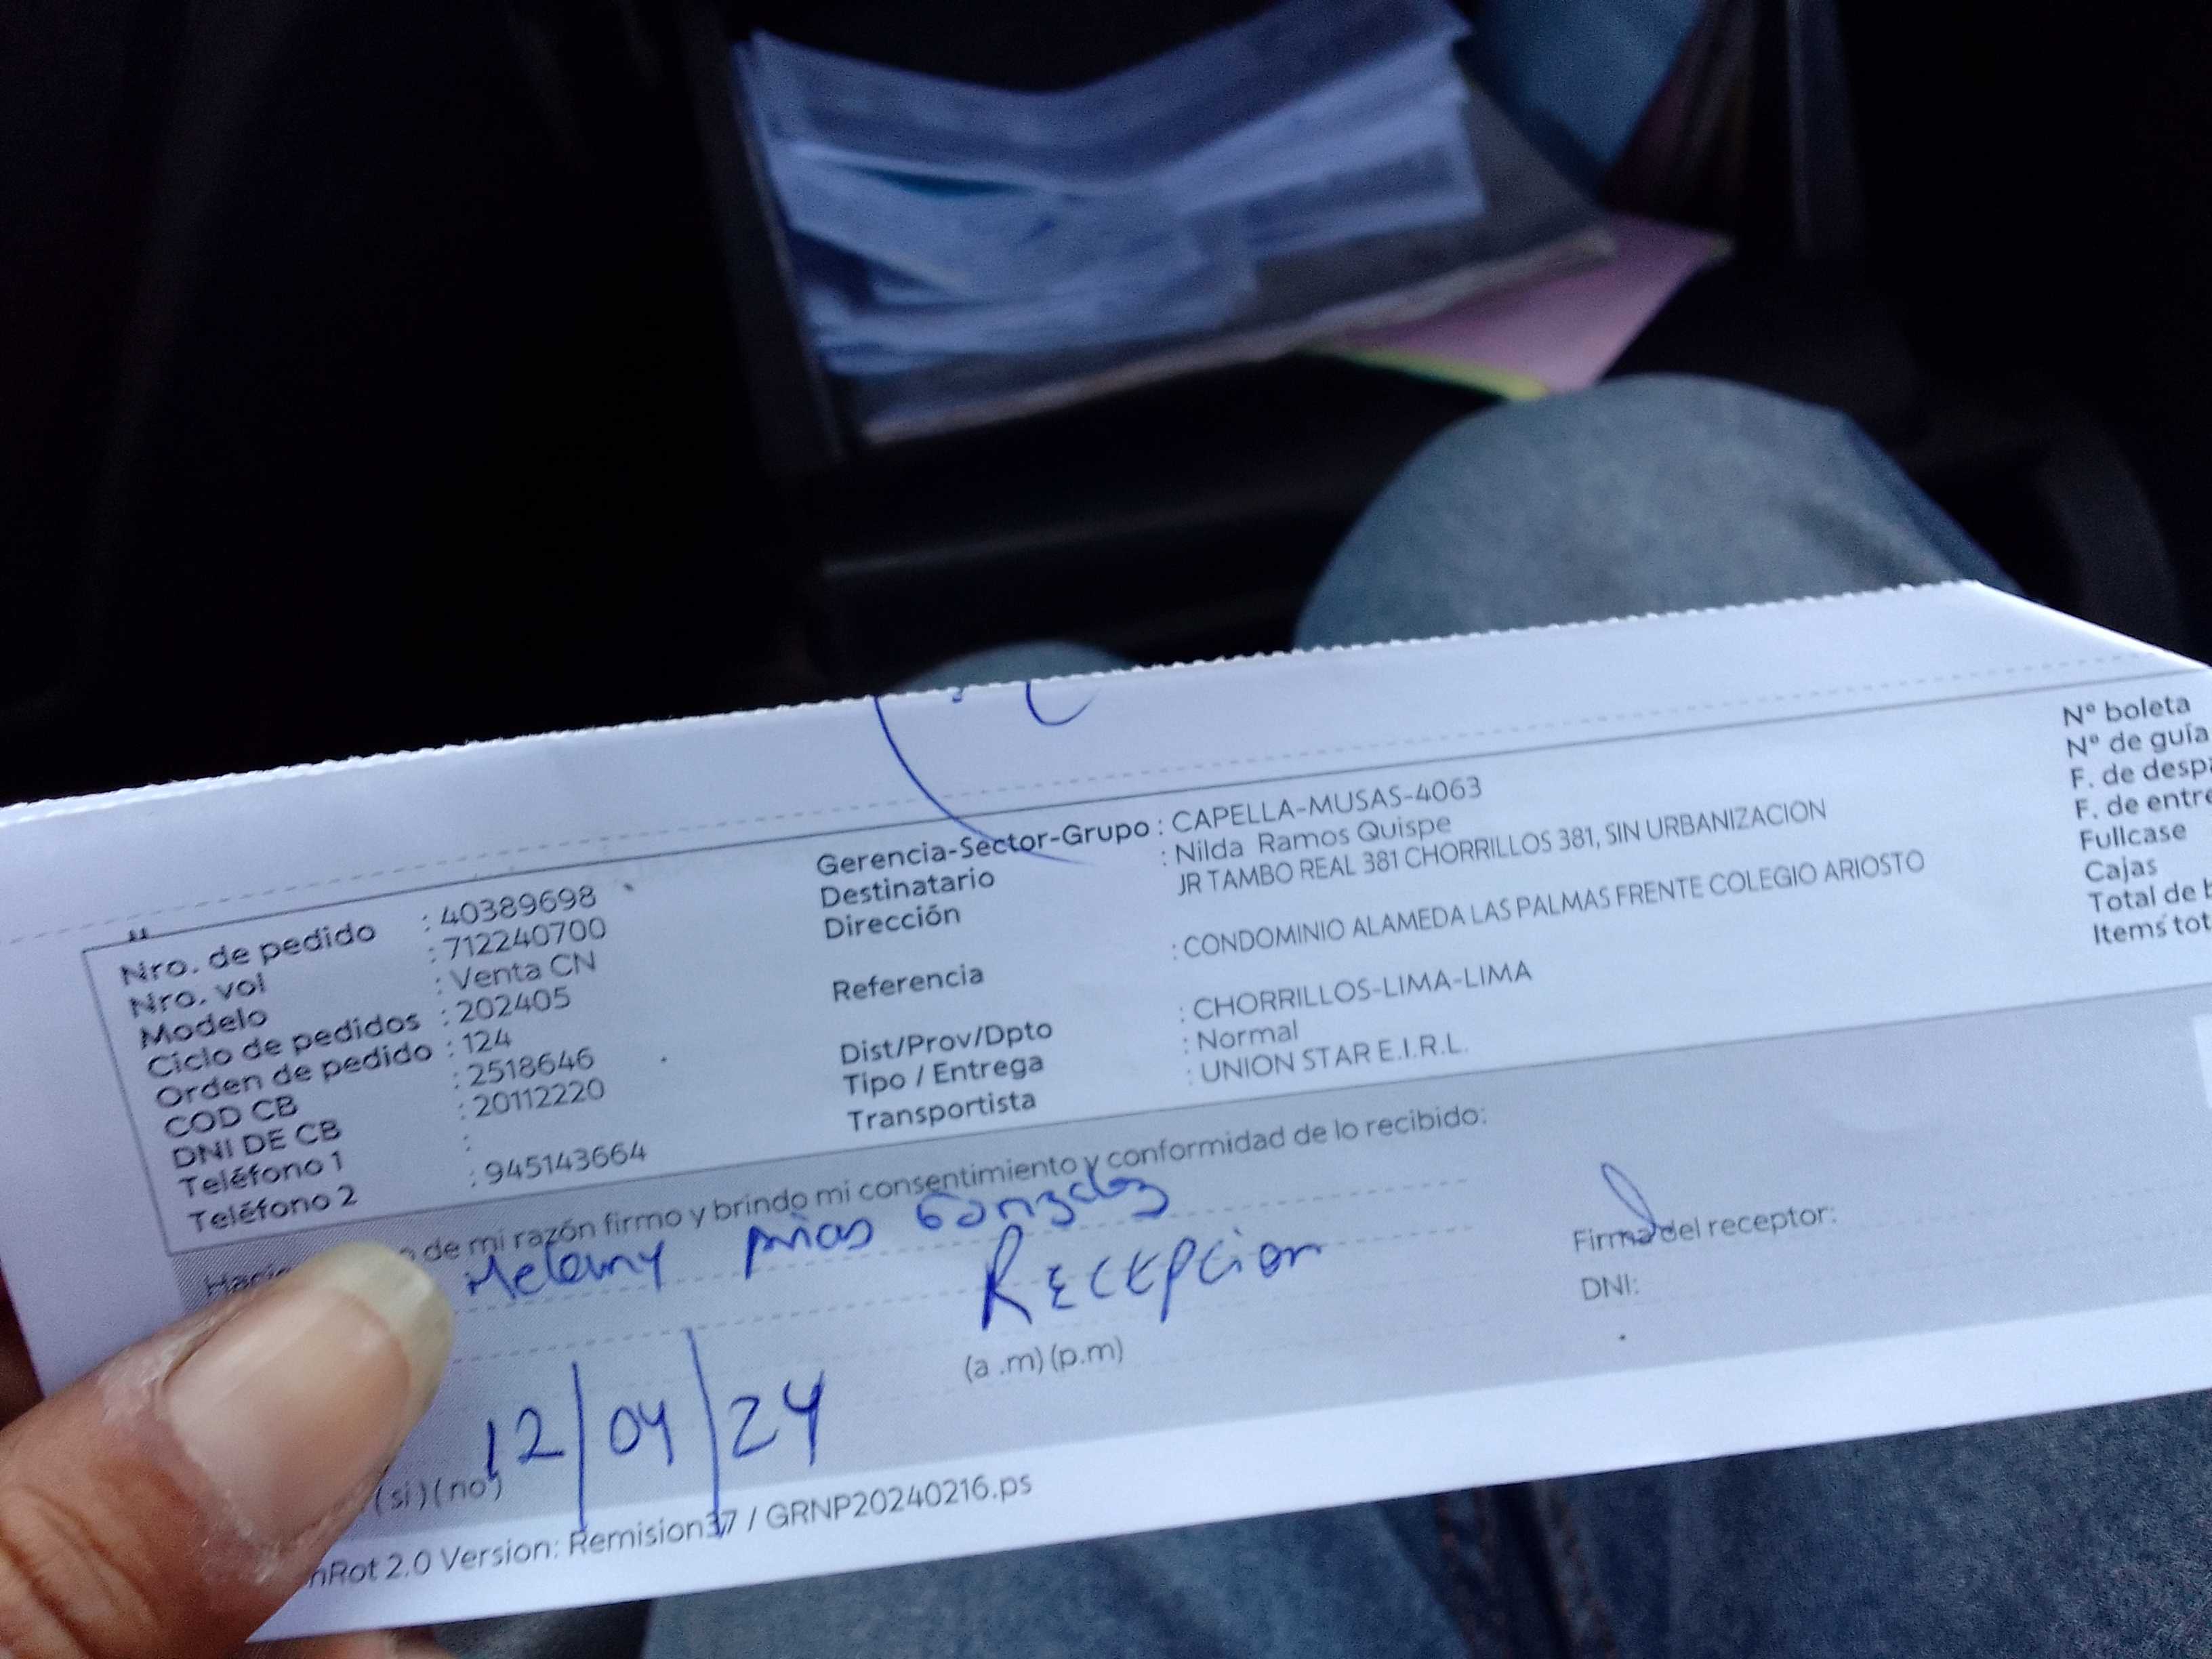 Nro. de pedido : 40389698
Nro. vol : 712240700
Modelo : Venta CN
Ciclo de pedidos : 202405
Orden de pedido : 124
COD CB : 2518646
DNI DE CB : 20112220
Teléfono 1 :
Teléfono 2 : 945143664
Gerencia-Sector-Grupo : CAPELLA-MUSAS-4063
Destinatario : Nilda Ramos Quispe
Dirección JR TAMBO REAL 381 CHORRILLOS 381, SIN URBANIZACION
Referencia : CONDOMINIO ALAMEDA LAS PALMAS FRENTE COLEGIO ARIOSTO
Dist/Prov/Dpto : CHORRILLOS-LIMA-LIMA
Tipo / Entrega : Normal
Transportista : UNION STAR E.I.R.L.
N° boleta
N° de guía
F. de
F. de
Fullcase
Cajas
Total de
Items
de mi razón firmo y brindo mi consentimiento y conformidad de lo recibido:
Melany Gonzalez
RECEPCION
Firma del receptor:
DNI:
(a .m) (p.m)
12/04/24
(si) (no)
2.0 Version: Remision37 / GRNP20240216.ps